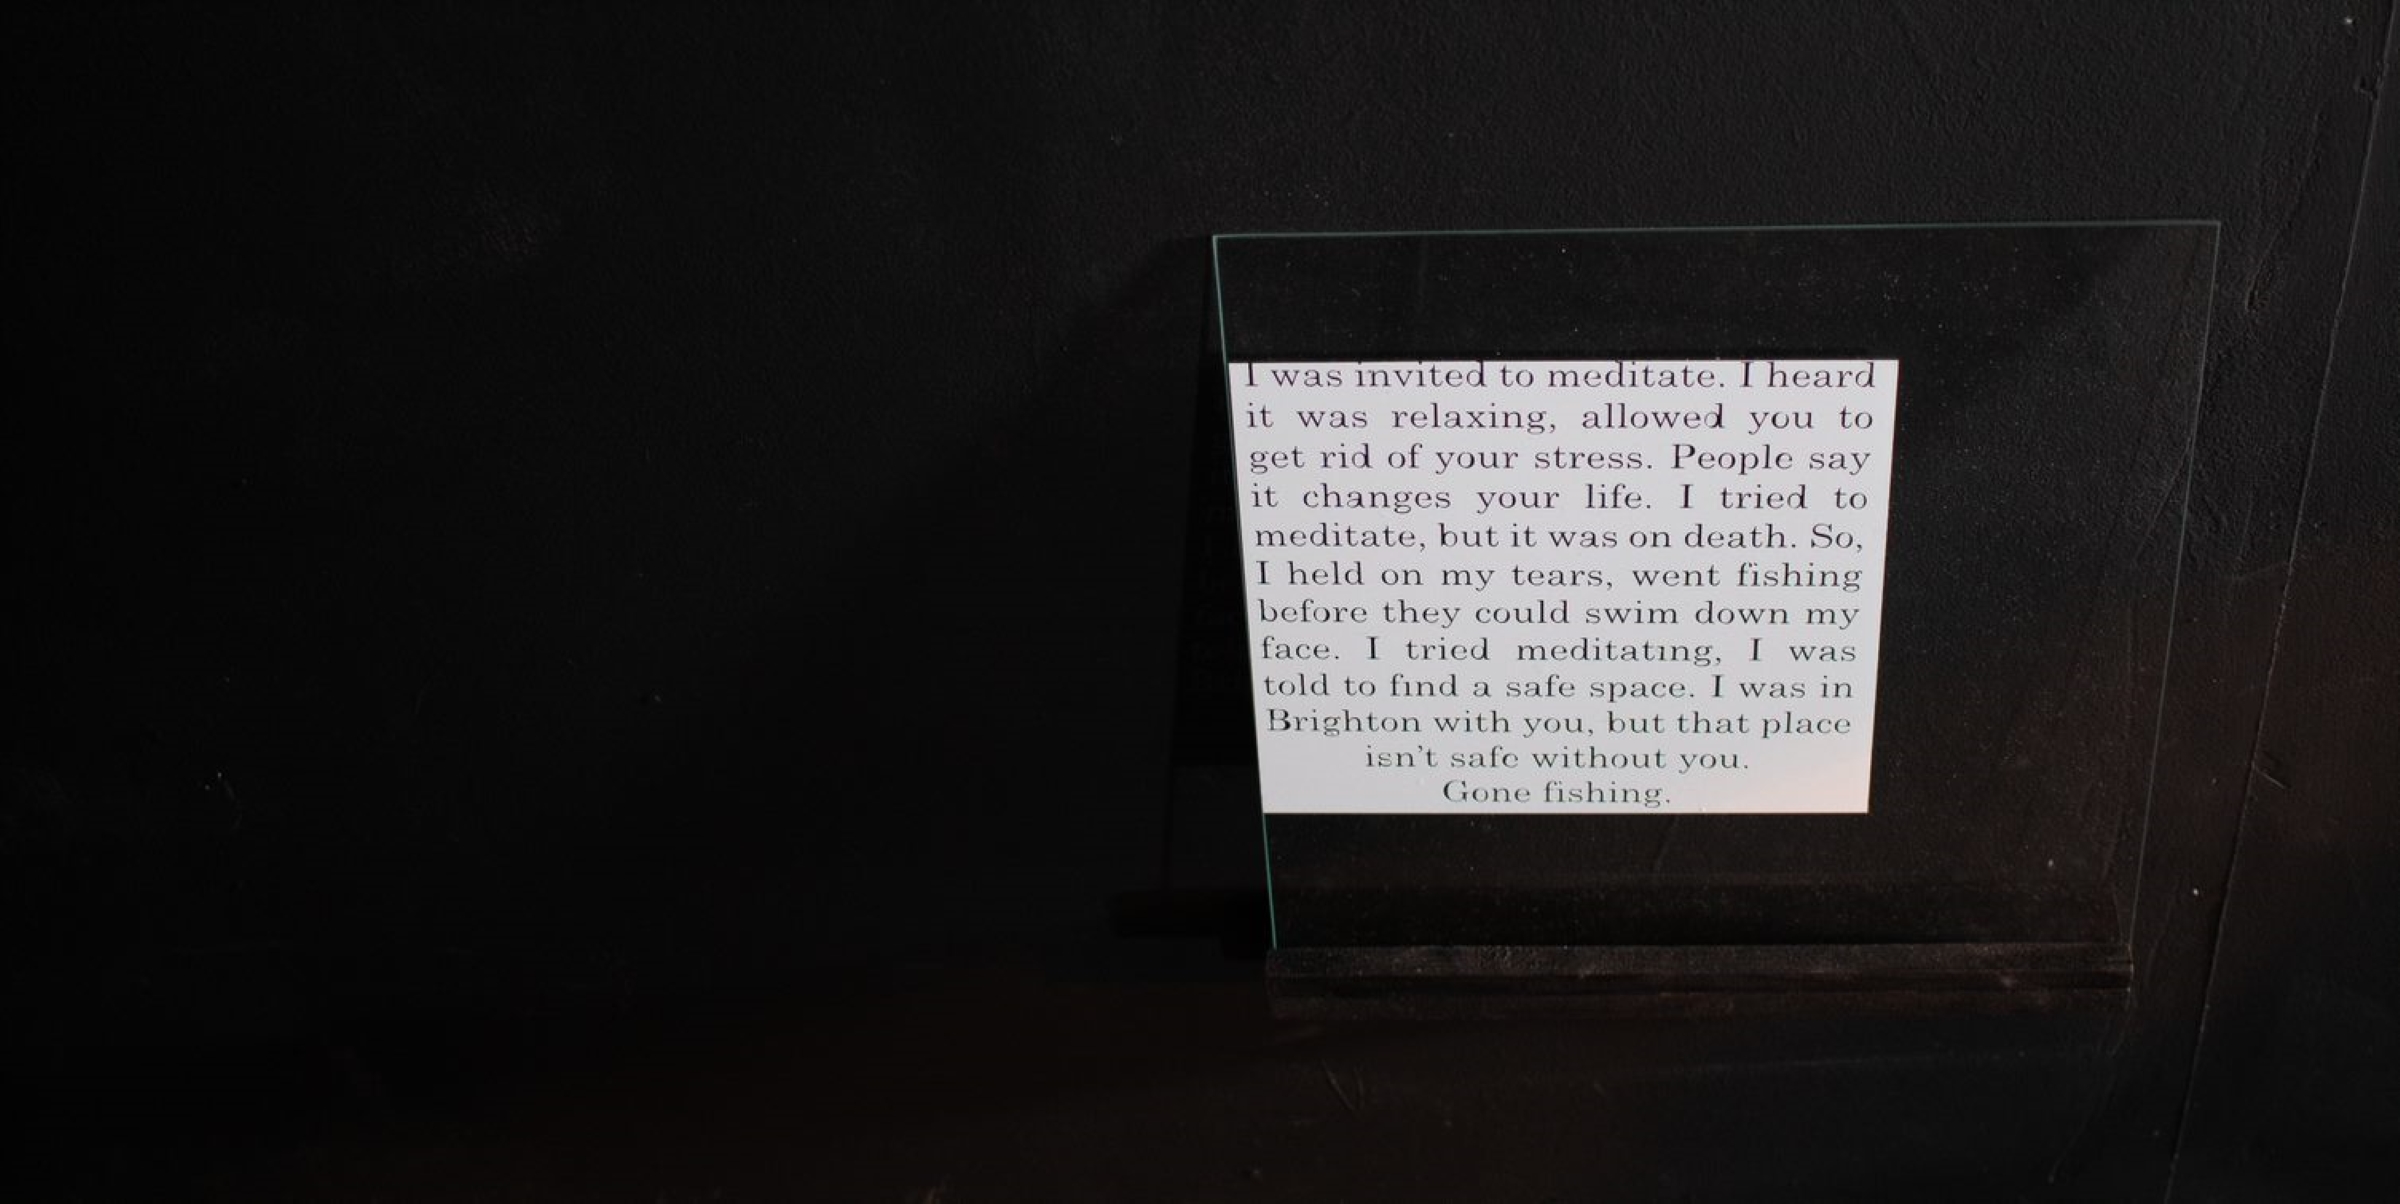 I was invited to meditate. I heard
it was relaxing, allowed you to
get rid of your stress. People say
it changes your life. I tried to
meditate, but it was on death. So,
I held on my tears, went fishing
before they could swim down my
face. I tried meditating, I was
told to find a safe space. I was in
Brighton with you, but that place
isn't safe without you.
Gone fishing.